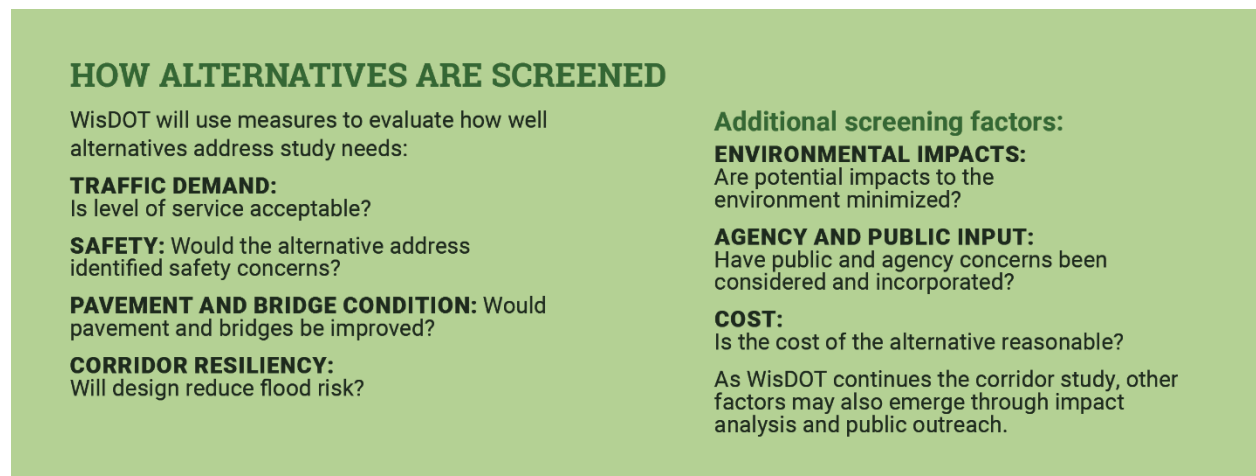 HOW ALTERNATIVES ARE SCREENED
WisDOT will use measures to evaluate how well
alternatives address study needs:
TRAFFIC DEMAND:
Is level of service acceptable?
SAFETY: Would the alternative address
identified safety concerns?
PAVEMENT AND BRIDGE CONDITION: Would
pavement and bridges be improved?
CORRIDOR RESILIENCY:
Will design reduce flood risk?
Additional screening factors:
ENVIRONMENTAL IMPACTS:
Are potential impacts to the
environment minimized?
AGENCY AND PUBLIC INPUT:
Have public and agency concerns been
considered and incorporated?
COST:
Is the cost of the alternative reasonable?
As WisDOT continues the corridor study, other
factors may also emerge through impact
analysis and public outreach.